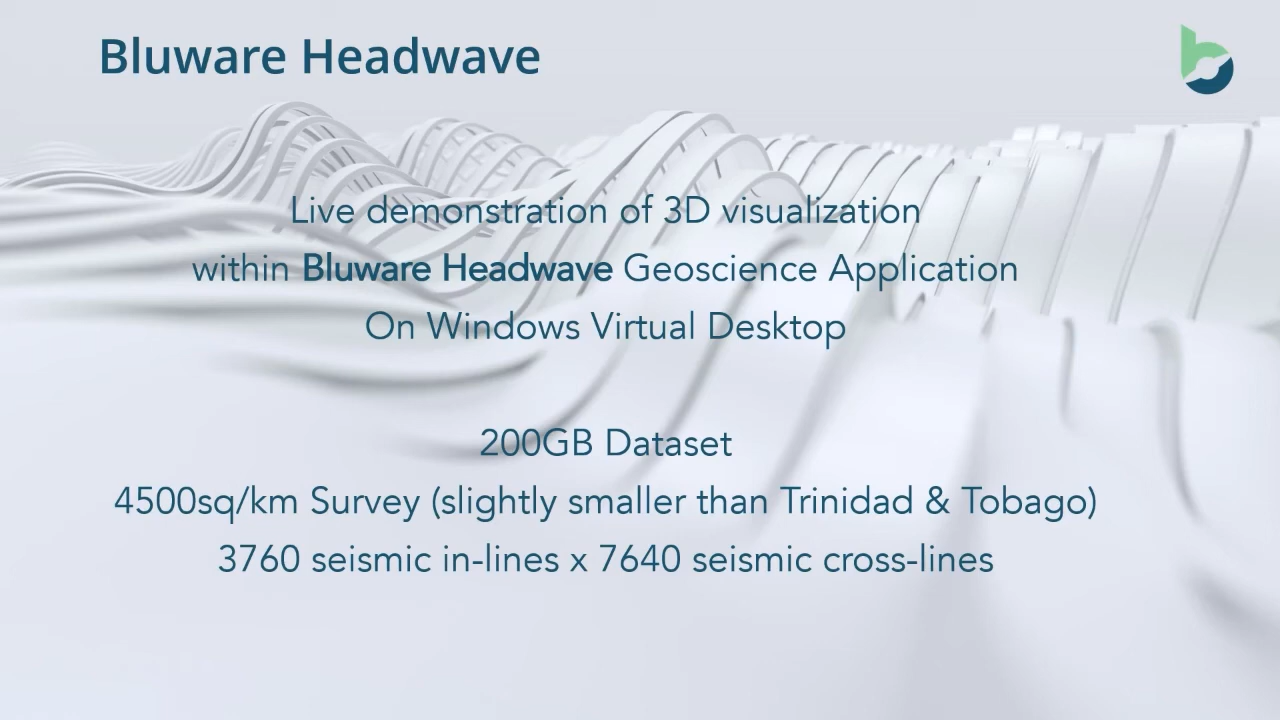 Bluware Headwave
Live demonstration of 3D visualization
within Bluware Headwave Geoscience Application
On Windows Virtual Desktop
200GB Dataset
4500sq/km Survey (slightly smaller than Trinidad & Tobago)
3760 seismic in-lines x 7640 seismic cross-lines